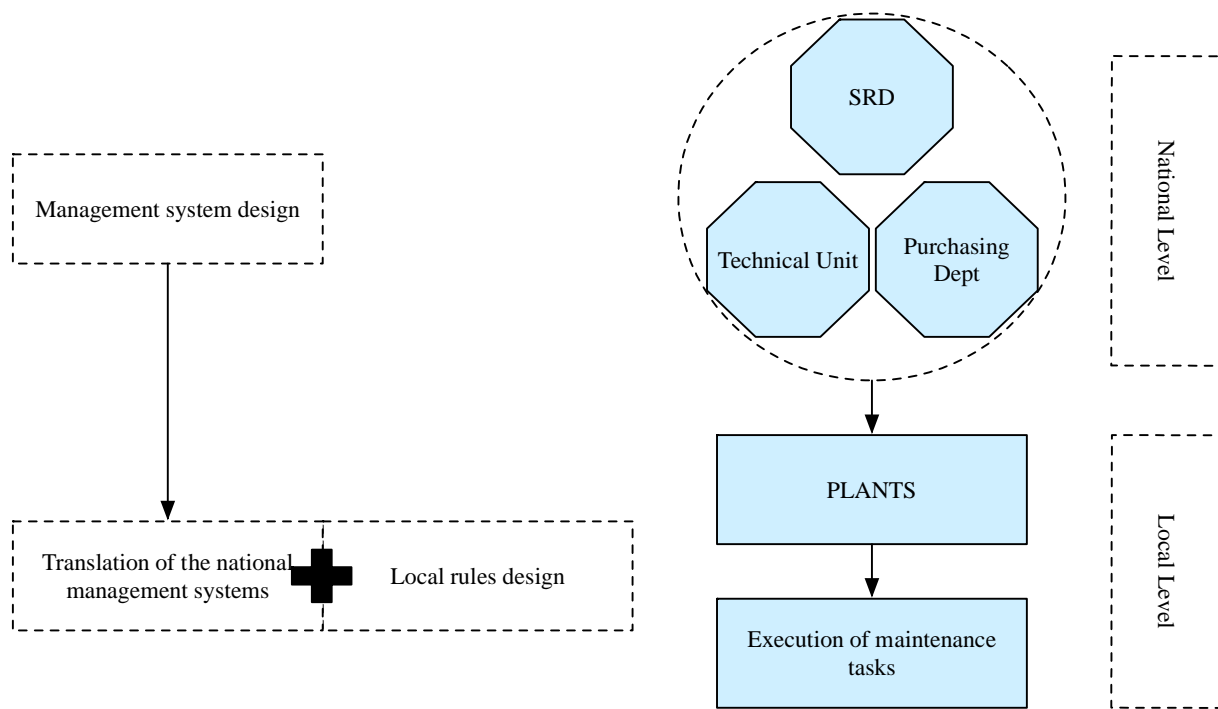 SRD
National Level
Management system design
Technical Unit
Purchasing
Dept
PLANTS
Local Level
Translation of the national
management systems
Local rules design
Execution of maintenance
tasks